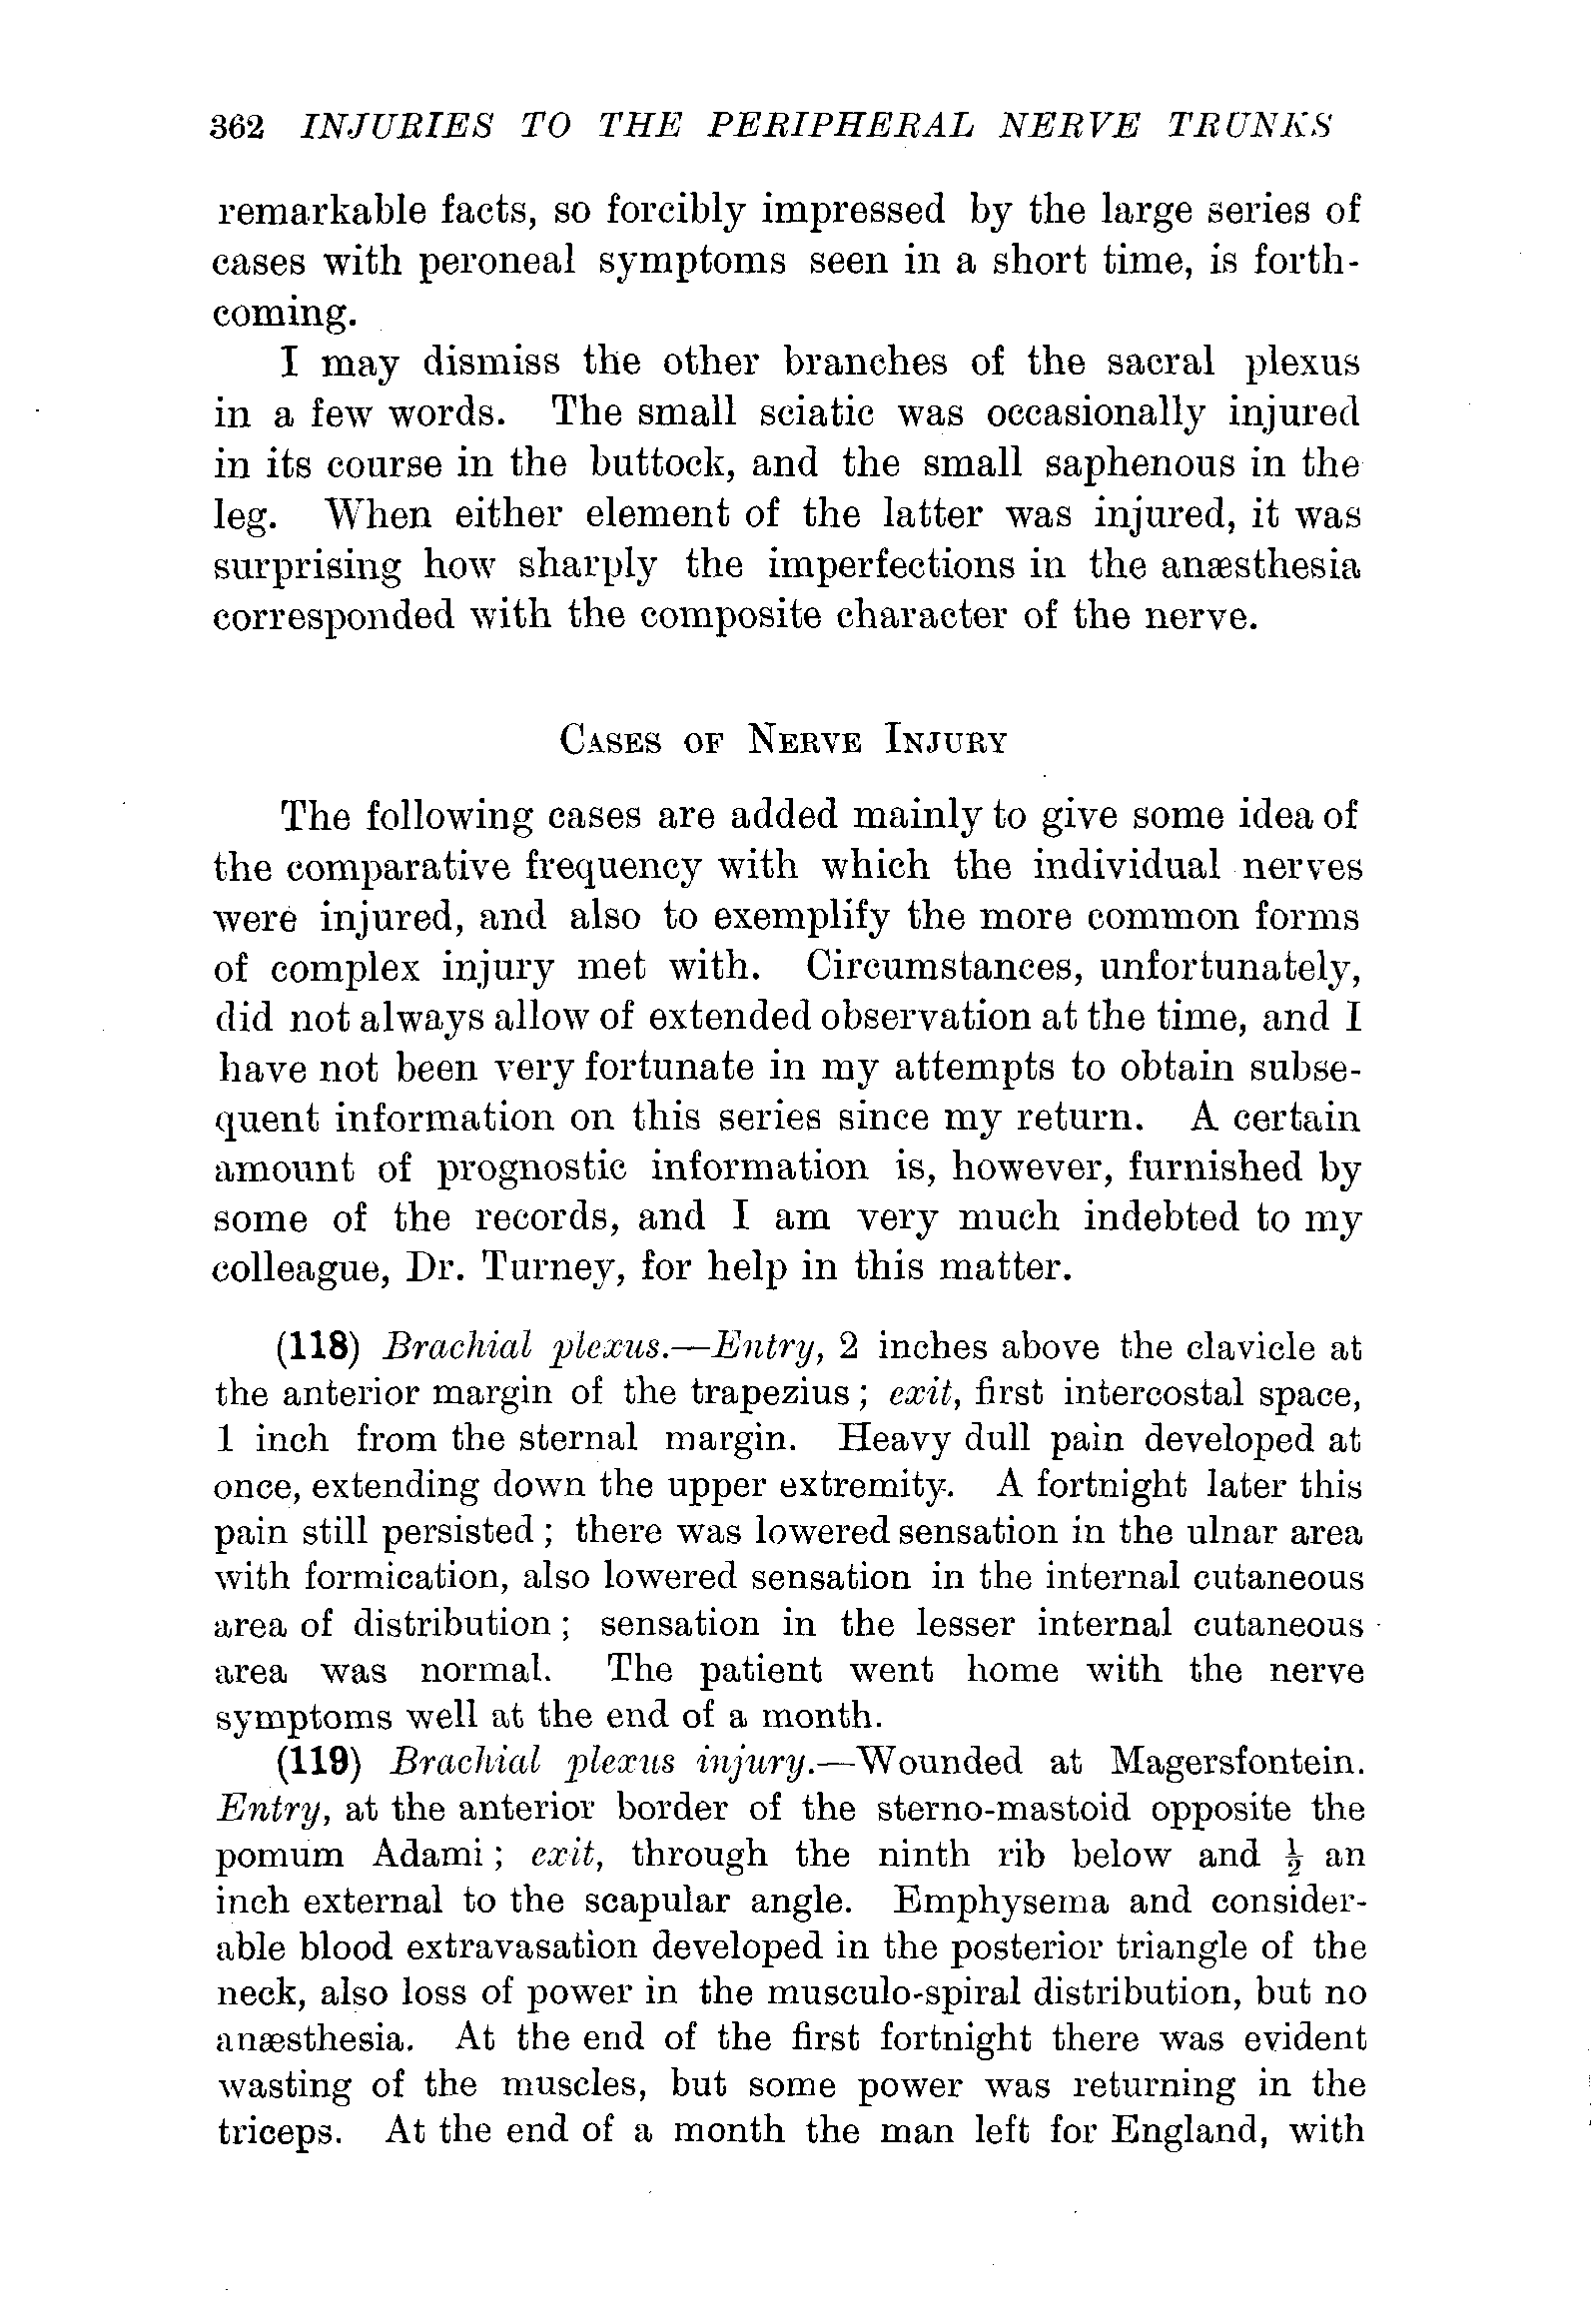 362 INJURIES TO THE PERIPHERAL NERVE TRUNKS
remarkable facts, so forcibly impressed by the large series of
cases with peroneal symptoms seen in a short time, is forth-
coming.
I may dismiss the other branches of the sacral plexus
in a few words. The small sciatic was occasionally injured
in its course in the buttock, and the small saphenous in the
leg. When either element of the latter was injured, it was
surprising how sharply the imperfections in the anæsthesia
corresponded with the composite character of the nerve.
CASES OF NERVE INJURY
The following cases are added mainly to give some idea of
the comparative frequency with which the individual nerves
were injured, and also to exemplify the more common forms
of complex injury met with. Circumstances, unfortunately,
did not always allow of extended observation at the time, and I
have not been very fortunate in my attempts to obtain subse-
quent information on this series since my return. A certain
amount of prognostic information is, however, furnished by
some of the records, and I am very much indebted to my
colleague, Dr. Turney, for help in this matter.
(118) Brachial plexus.—Entry, 2 inches above the clavicle at
the anterior margin of the trapezius; exit, first intercostal space,
1 inch from the sternal margin. Heavy dull pain developed at
once, extending down the upper extremity. A fortnight later this
pain still persisted; there was lowered sensation in the ulnar area
with formication, also lowered sensation in the internal cutaneous
area of distribution; sensation in the lesser internal cutaneous
area was normal. The patient went home with the nerve
symptoms well at the end of a month.
(119) Brachial plexus injury.—Wounded at Magersfontein.
Entry, at the anterior border of the sterno-mastoid opposite the
pomum Adami; exit, through the ninth rib below and ½ an
inch external to the scapular angle. Emphysema and consider-
able blood extravasation developed in the posterior triangle of the
neck, also loss of power in the musculo-spiral distribution, but no
anæsthesia. At the end of the first fortnight there was evident
wasting of the muscles, but some power was returning in the
triceps. At the end of a month the man left for England, with